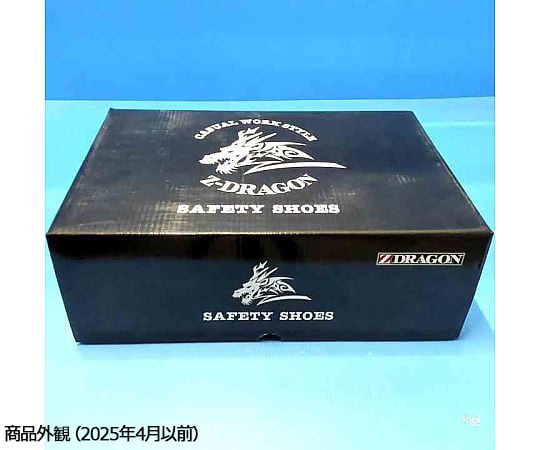 CASUAL WORK STYLE
Z-DRAGON
SAFETY SHOES
Z-DRAGON
SAFETY SHOES
商品外観（2025年4月以前）